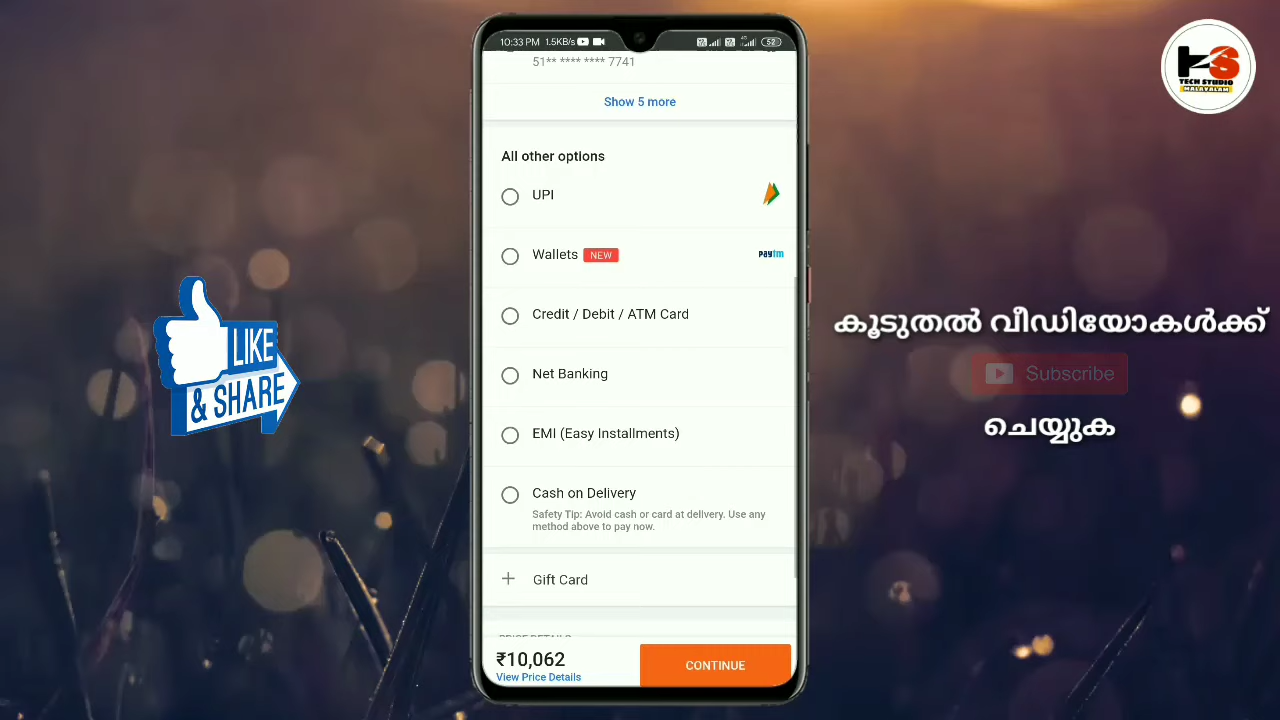 10:33 PM 1.5KB/s
52
51** **** **** 7741
Show 5 more
All other options
UPI
Wallets NEW
Paytm
Credit / Debit / ATM Card
Net Banking
EMI (Easy Installments)
Cash on Delivery
Safety Tip: Avoid cash or card at delivery. Use any
method above to pay now.
+ Gift Card
PRICE DETAILS
₹10,062
View Price Details
CONTINUE
LIKE
& SHARE
TECH STUDIO
MALAYALAM
കൂടുതൽ വീഡിയോകൾക്ക്
Subscribe
ചെയ്യുക